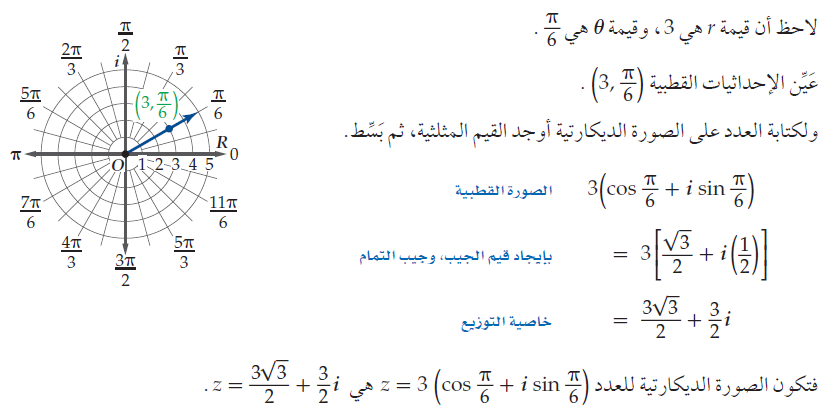 لاحظ أن قيمة r هي 3 ، وقيمة θ هي π/6 .
عَيِّن الإحداثيات القطبية (3, π/6) .
ولكتابة العدد على الصورة الديكارتية أوجد القيم المثلثية، ثم بَسِّط.
الصورة القطبية 3(cos π/6 + i sin π/6)
بإيجاد قيم الجيب، وجيب التمام = 3[√3/2 + i(1/2)]
خاصية التوزيع = 3√3/2 + 3/2 i
فتكون الصورة الديكارتية للعدد z = 3 (cos π/6 + i sin π/6) هي z = 3√3/2 + 3/2 i .
π/2
i
2π/3
π/3
5π/6
(3, π/6)
π/6
π
R
0
O 1 2 3 4 5
7π/6
11π/6
4π/3
3π/2
5π/3